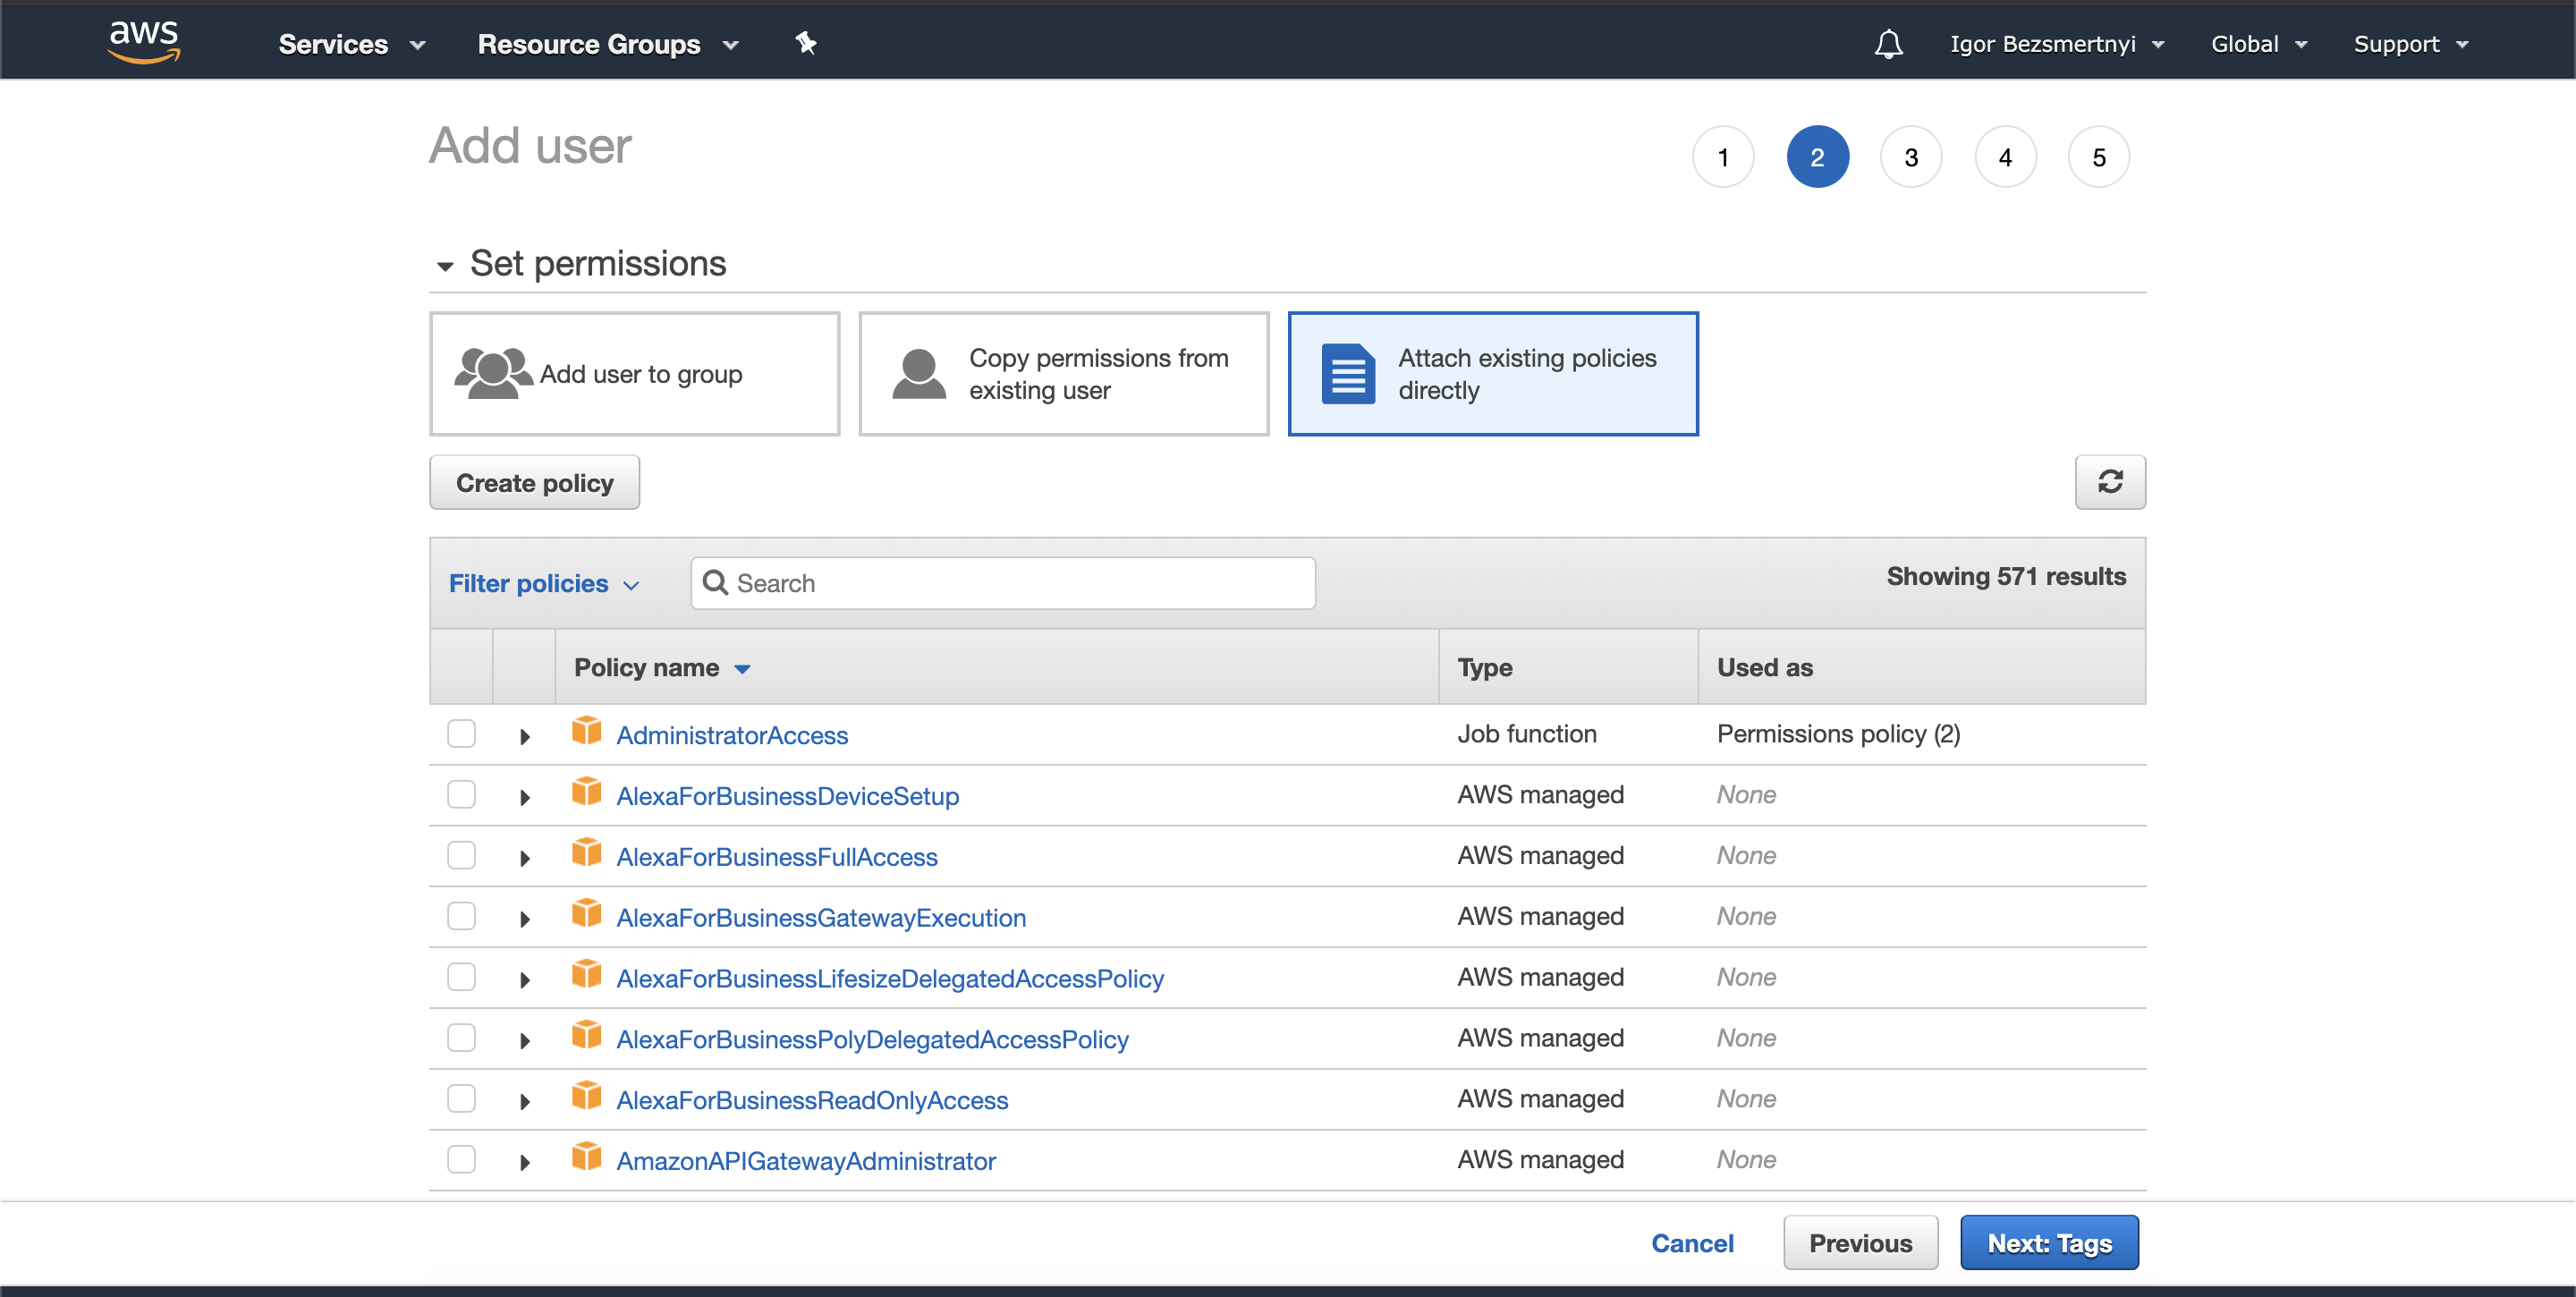 aws Services Resource Groups Igor Bezsmertnyi Global Support
Add user 1 2 3 4 5
Set permissions
Add user to group
Copy permissions from
existing user
Attach existing policies
directly
Create policy
Filter policies Search Showing 571 results
Policy name Type Used as
AdministratorAccess Job function Permissions policy (2)
AlexaForBusinessDeviceSetup AWS managed None
AlexaForBusinessFullAccess AWS managed None
AlexaForBusinessGatewayExecution AWS managed None
AlexaForBusinessLifesizeDelegatedAccessPolicy AWS managed None
AlexaForBusinessPolyDelegatedAccessPolicy AWS managed None
AlexaForBusinessReadOnlyAccess AWS managed None
AmazonAPIGatewayAdministrator AWS managed None
Cancel Previous Next: Tags